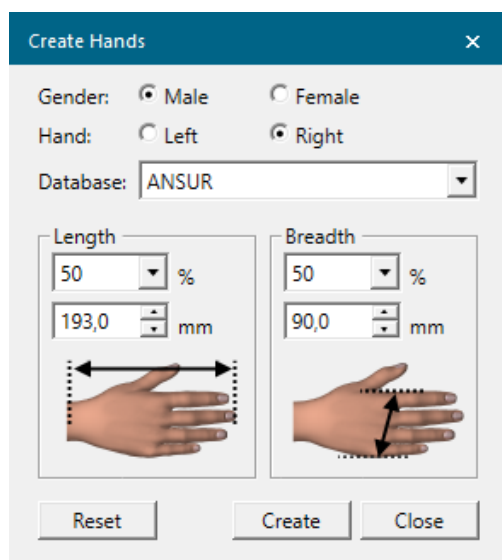 Create Hands
Gender: Male Female
Hand: Left Right
Database: ANSUR
Length Breadth
50 % 50 %
193,0 mm 90,0 mm
Reset Create Close